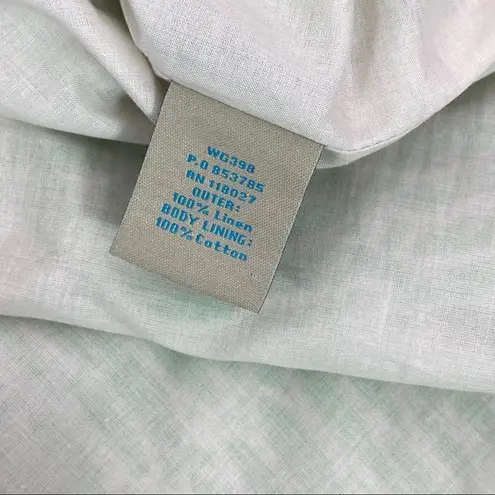 WG398
P.O 853785
RN 118027
OUTER:
100% Linen
BODY LINING:
100% Cotton